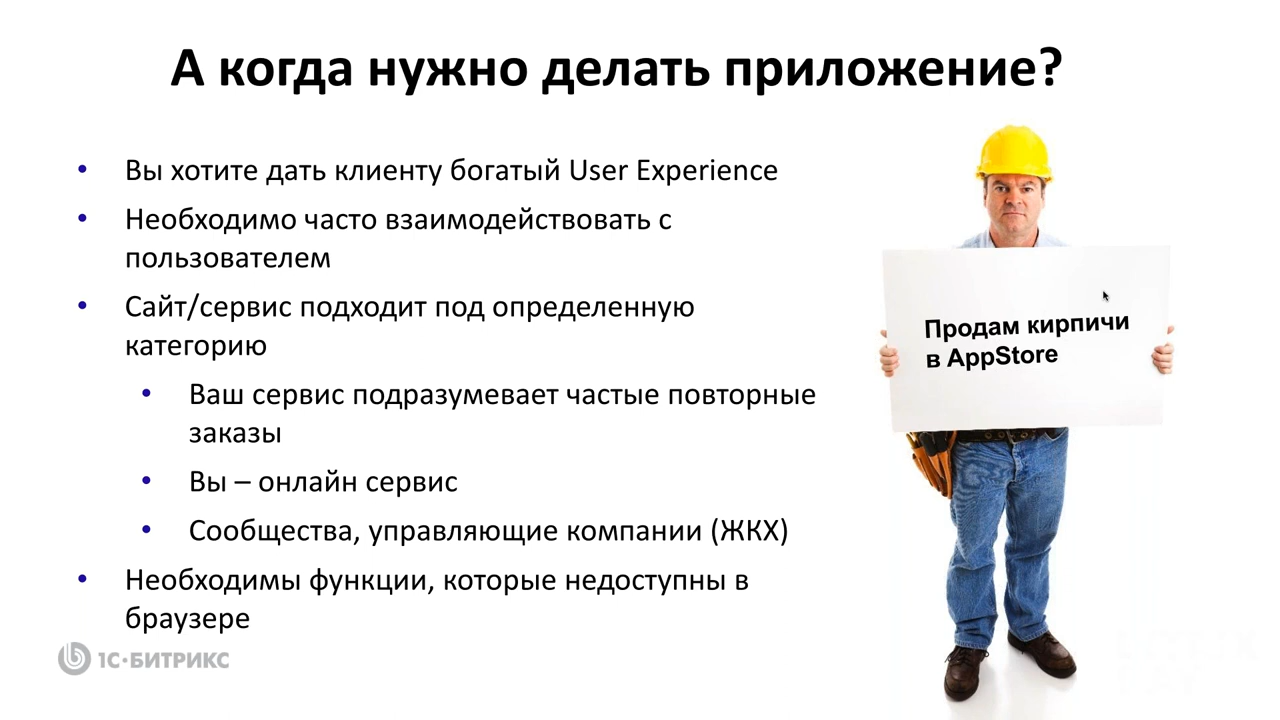 А когда нужно делать приложение?
• Вы хотите дать клиенту богатый User Experience
• Необходимо часто взаимодействовать с
пользователем
• Сайт/сервис подходит под определенную
категорию
• Ваш сервис подразумевает частые повторные
заказы
• Вы – онлайн сервис
• Сообщества, управляющие компании (ЖКХ)
• Необходимы функции, которые недоступны в
браузере
Продам кирпичи
в AppStore
1С·БИТРИКС